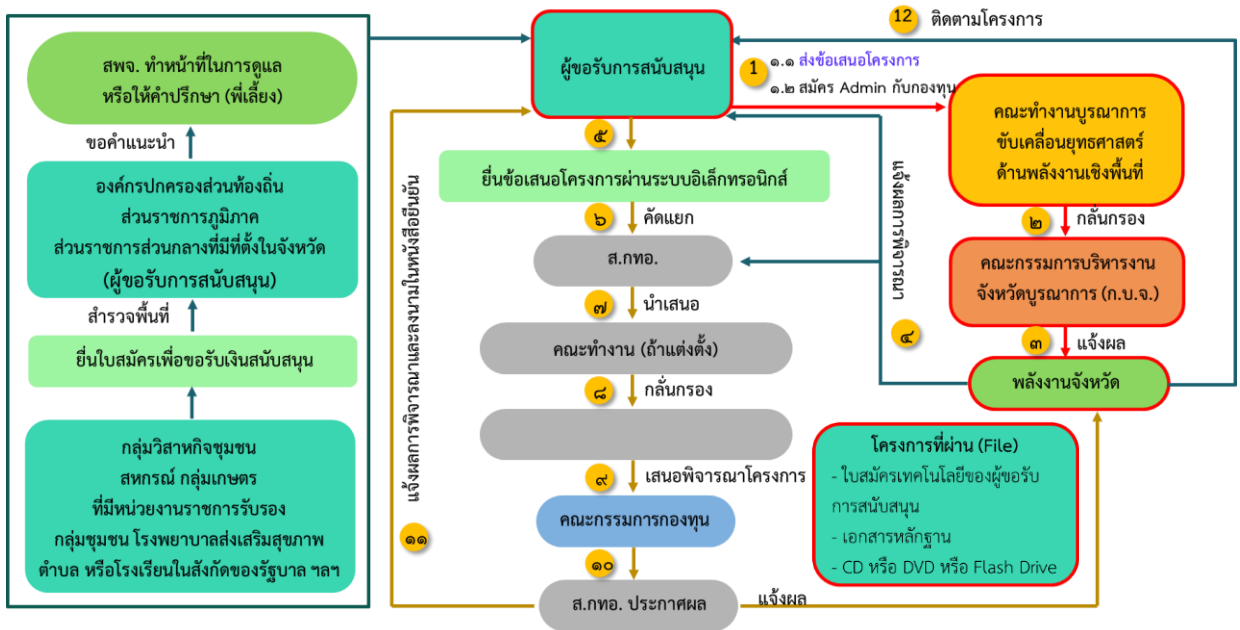 สพจ. ทำหน้าที่ในการดูแล
หรือให้คำปรึกษา (พี่เลี้ยง)
ขอคำแนะนำ
องค์กรปกครองส่วนท้องถิ่น
ส่วนราชการภูมิภาค
ส่วนราชการส่วนกลางที่มีที่ตั้งในจังหวัด
(ผู้ขอรับการสนับสนุน)
สำรวจพื้นที่
ยื่นใบสมัครเพื่อขอรับเงินสนับสนุน
กลุ่มวิสาหกิจชุมชน
สหกรณ์ กลุ่มเกษตร
ที่มีหน่วยงานราชการรับรอง
กลุ่มชุมชน โรงพยาบาลส่งเสริมสุขภาพ
ตำบล หรือโรงเรียนในสังกัดของรัฐบาล ฯลฯ
ผู้ขอรับการสนับสนุน
1
๑.๑ ส่งข้อเสนอโครงการ
๑.๒ สมัคร Admin กับกองทุน
12 ติดตามโครงการ
คณะทำงานบูรณาการ
ขับเคลื่อนยุทธศาสตร์
ด้านพลังงานเชิงพื้นที่
๒ กลั่นกรอง
คณะกรรมการบริหารงาน
จังหวัดบูรณาการ (ก.บ.จ.)
๓ แจ้งผล
พลังงานจังหวัด
แจ้งผลการพิจารณา
๔
๕
ยื่นข้อเสนอโครงการผ่านระบบอิเล็กทรอนิกส์
๖ คัดแยก
ส.กทอ.
๗ นำเสนอ
คณะทำงาน (ถ้าแต่งตั้ง)
๘ กลั่นกรอง
๙ เสนอพิจารณาโครงการ
คณะกรรมการกองทุน
๑๐
ส.กทอ. ประกาศผล
แจ้งผล
แจ้งผลการพิจารณาและลงนามในหนังสือยืนยัน
๑๑
โครงการที่ผ่าน (File)
- ใบสมัครเทคโนโลยีของผู้ขอรับ
การสนับสนุน
- เอกสารหลักฐาน
- CD หรือ DVD หรือ Flash Drive